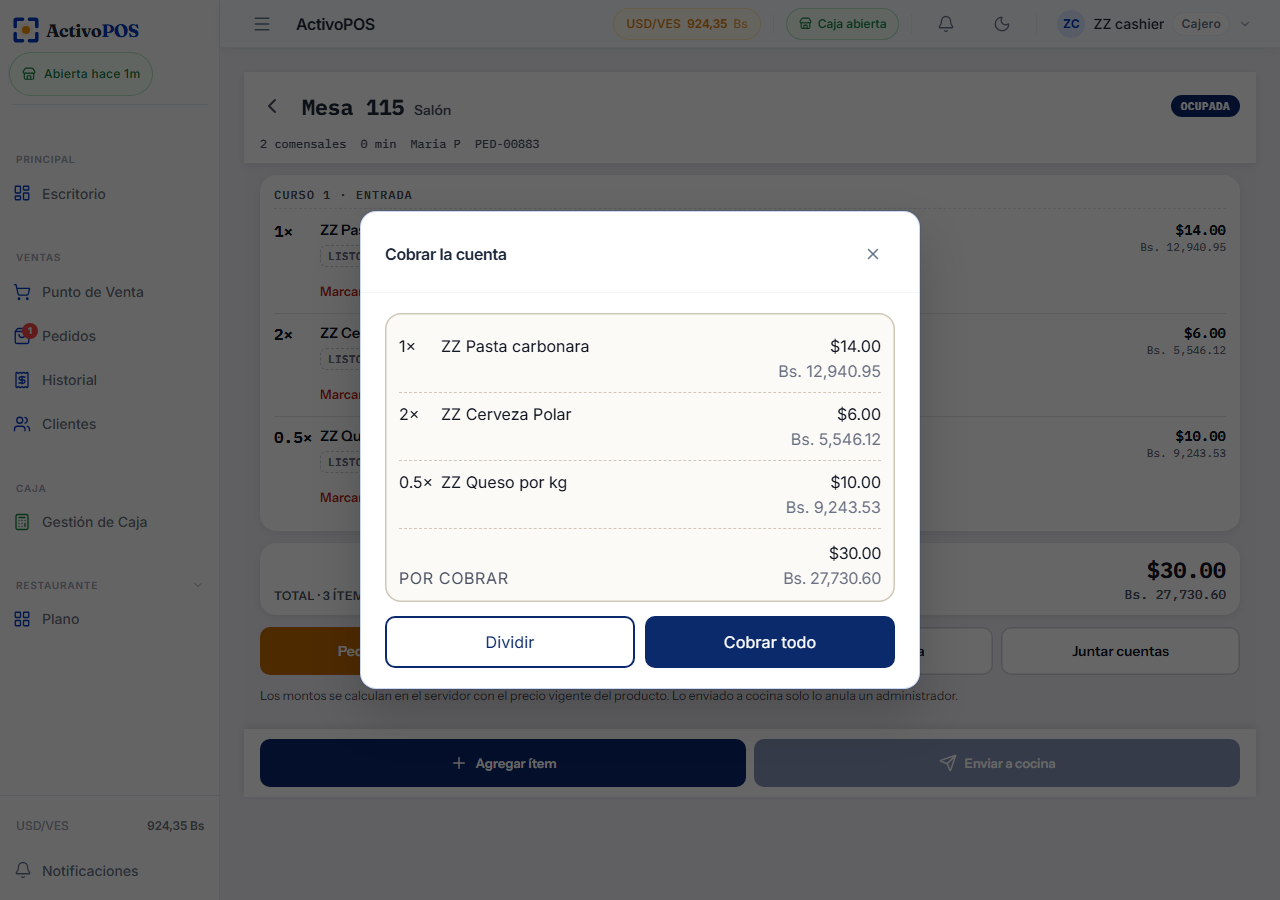 ActivoPOS
Abierta hace 1m
PRINCIPAL
Escritorio
VENTAS
Punto de Venta
1
Pedidos
Historial
Clientes
CAJA
Gestión de Caja
RESTAURANTE
Plano
USD/VES 924,35 Bs
Notificaciones
ActivoPOS
USD/VES 924,35 Bs
Caja abierta
ZC ZZ cashier Cajero
Mesa 115 Salón
OCUPADA
2 comensales 0 min Maria P PED-00883
CURSO 1 · ENTRADA
1× $14.00
Bs. 12,940.95
2× $6.00
Bs. 5,546.12
0.5× $10.00
Bs. 9,243.53
$30.00
Bs. 27,730.60
Juntar cuentas
Los montos se calculan en el servidor con el precio vigente del producto. Lo enviado a cocina solo lo anula un administrador.
Agregar ítem
Enviar a cocina
Cobrar la cuenta
1× ZZ Pasta carbonara $14.00
Bs. 12,940.95
2× ZZ Cerveza Polar $6.00
Bs. 5,546.12
0.5× ZZ Queso por kg $10.00
Bs. 9,243.53
$30.00
POR COBRAR Bs. 27,730.60
Dividir
Cobrar todo